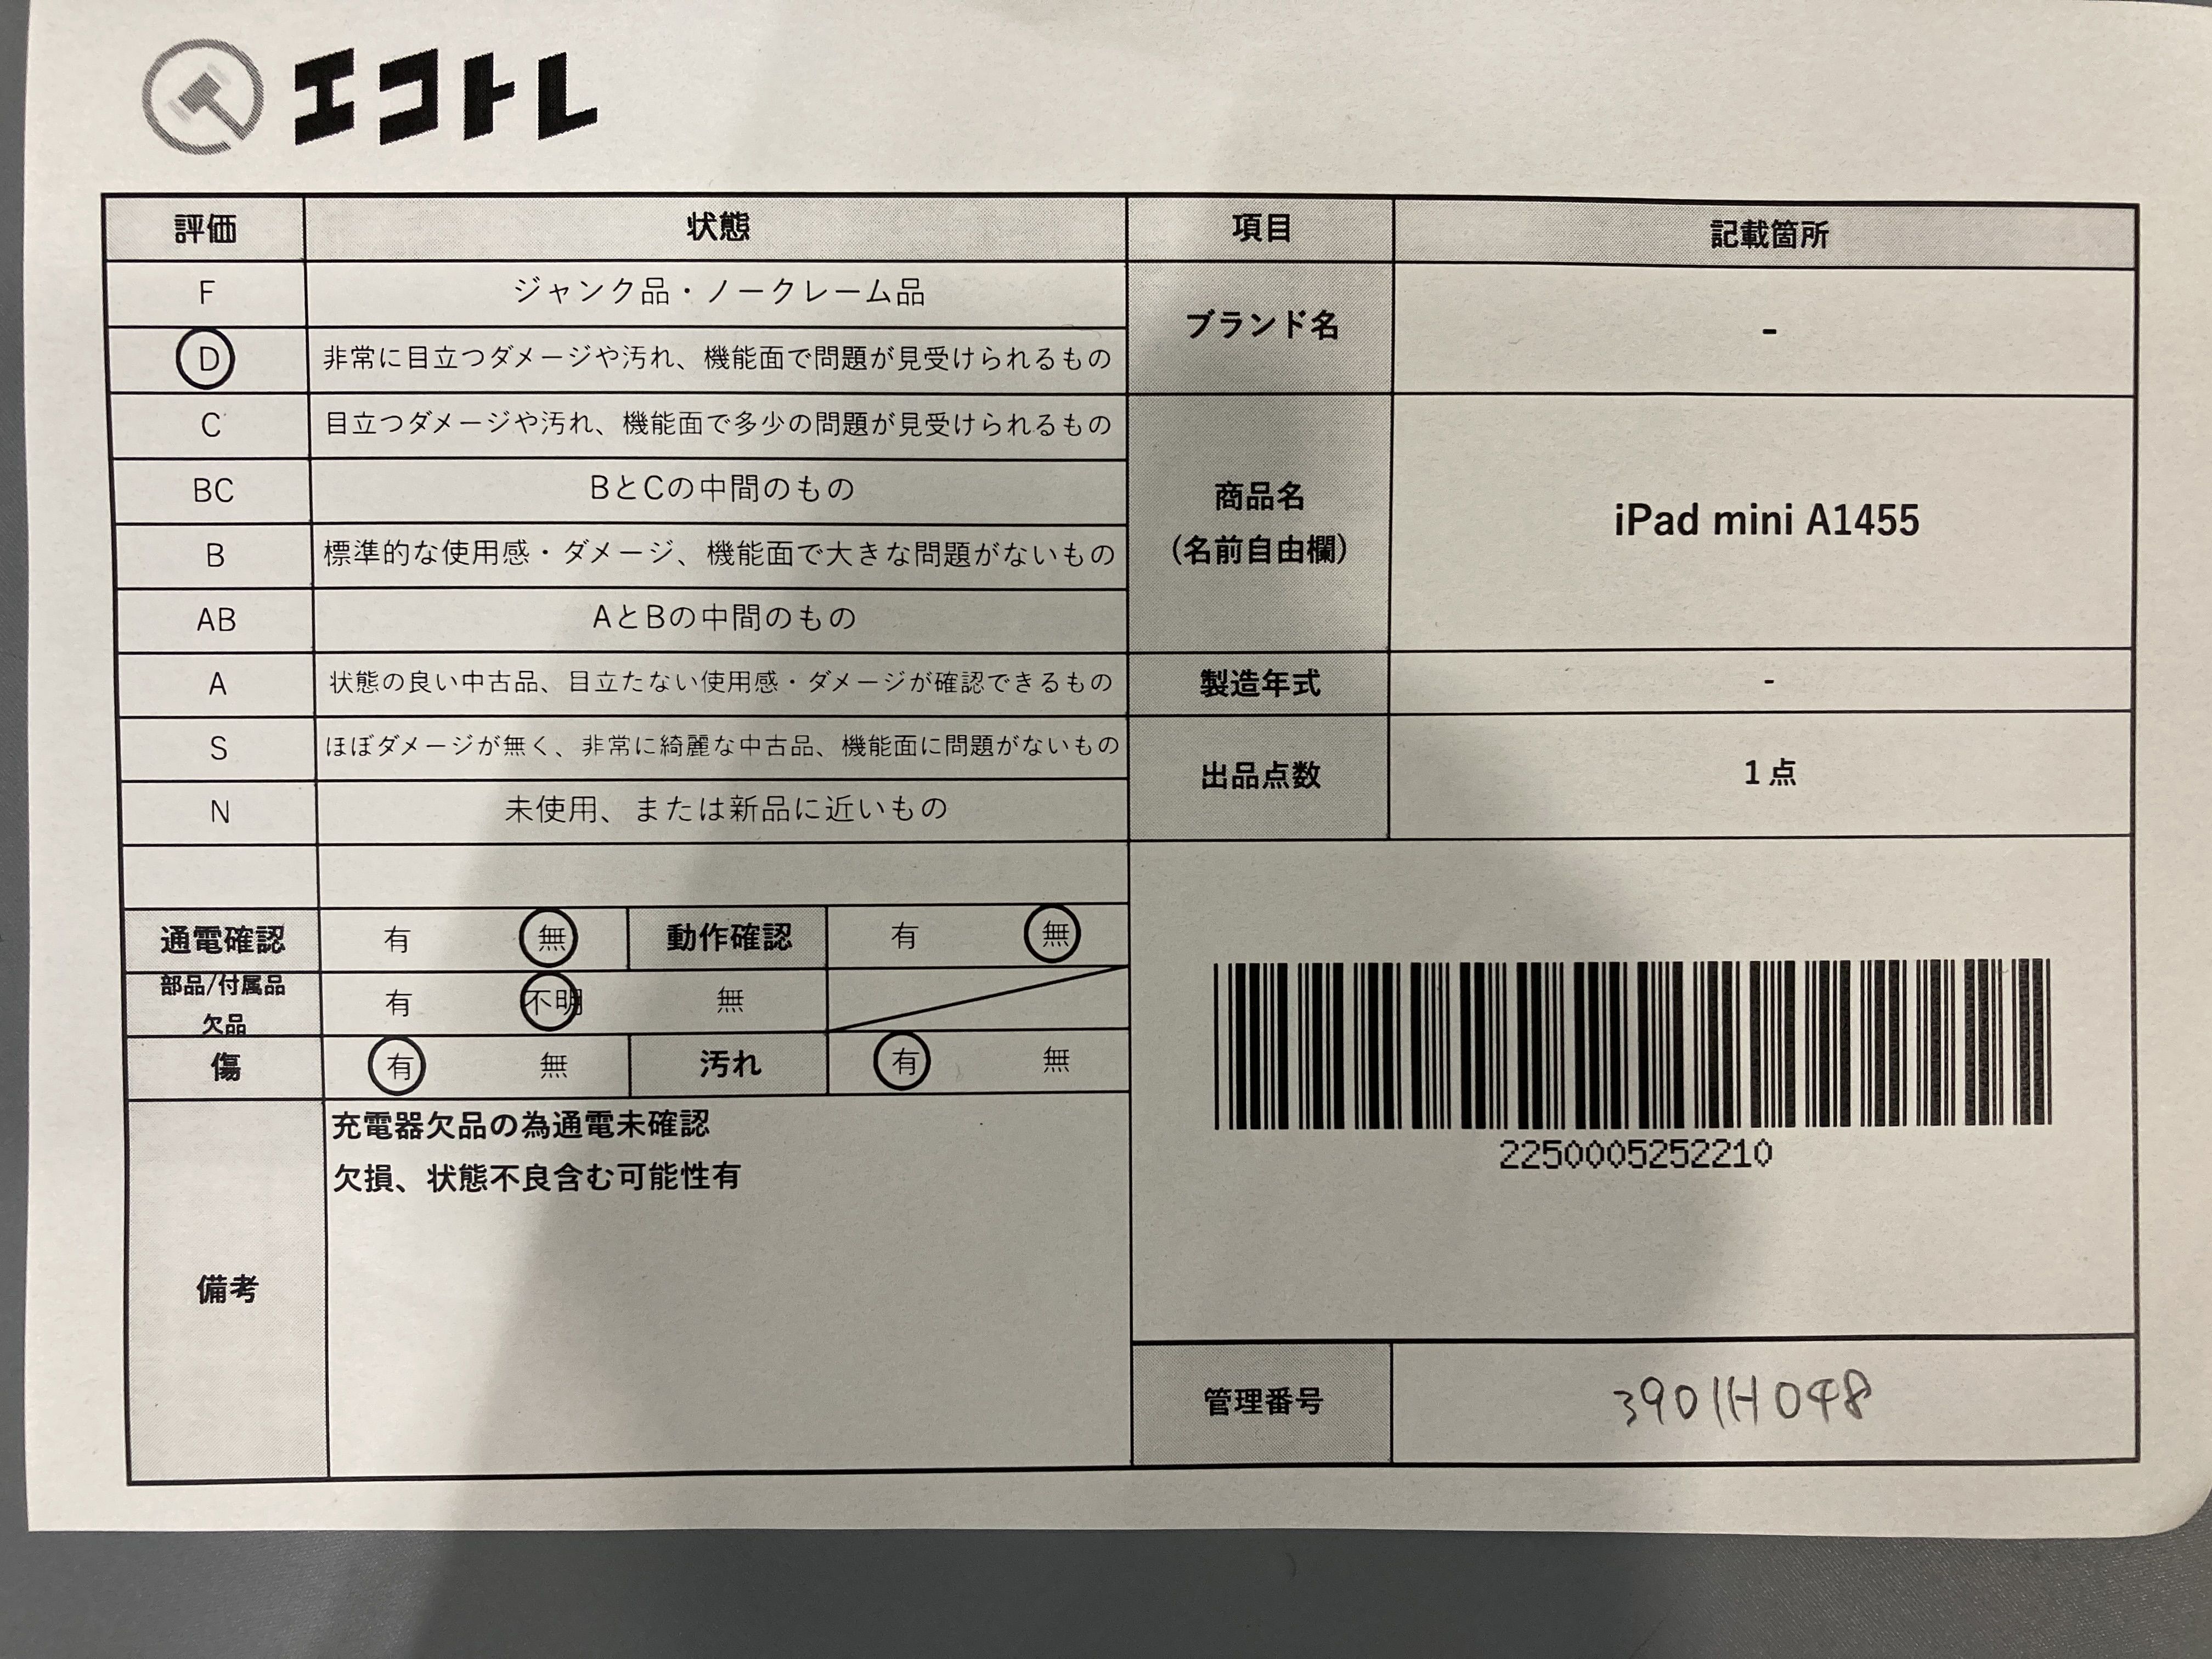 エコトレ
評価 状態 項目 記載箇所
F ジャンク品・ノークレーム品
ブランド名 -
D 非常に目立つダメージや汚れ、機能面で問題が見受けられるもの
C 目立つダメージや汚れ、機能面で多少の問題が見受けられるもの
BC BとCの中間のもの
商品名
(名前自由欄)
iPad mini A1455
B 標準的な使用感・ダメージ、機能面で大きな問題がないもの
AB AとBの中間のもの
A 状態の良い中古品、目立たない使用感・ダメージが確認できるもの
製造年式 -
S ほぼダメージが無く、非常に綺麗な中古品、機能面に問題がないもの
出品点数 1点
N 未使用、または新品に近いもの
通電確認 有 無 動作確認 有 無
部品/付属品
欠品
有 不明 無
傷 有 無 汚れ 有 無
備考
充電器欠品の為通電未確認
欠損、状態不良含む可能性有
2250005252210
管理番号 3901H048